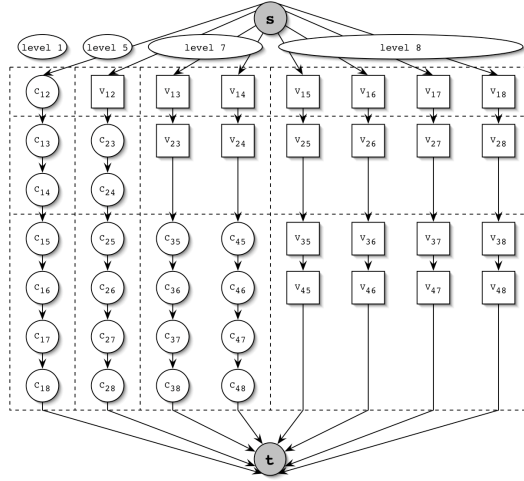 s
level 1 level 5 level 7 level 8
c12 v12 v13 v14 v15 v16 v17 v18
c13 c23 v23 v24 v25 v26 v27 v28
c14 c24
c15 c25 c35 c45 v35 v36 v37 v38
c16 c26 c36 c46 v45 v46 v47 v48
c17 c27 c37 c47
c18 c28 c38 c48
t